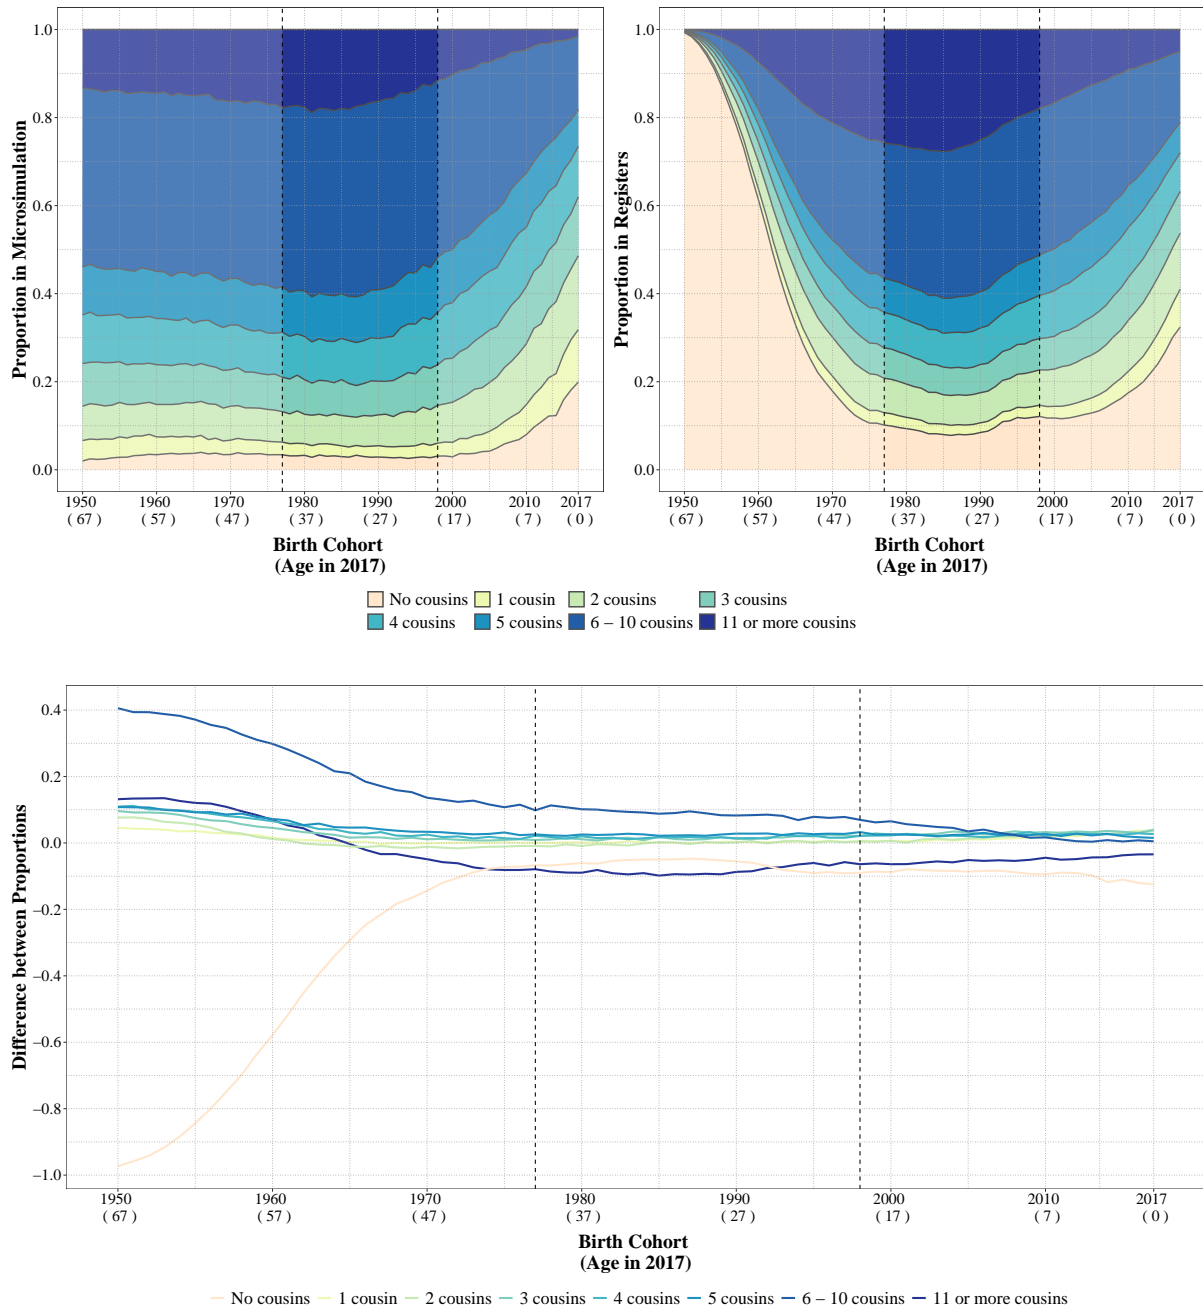 Proportion in Microsimulation
1.0
0.8
0.6
0.4
0.2
0.0
1950 1960 1970 1980 1990 2000 2010 2017
( 67 ) ( 57 ) ( 47 ) ( 37 ) ( 27 ) ( 17 ) ( 7 ) ( 0 )
Birth Cohort
(Age in 2017)
Proportion in Registers
1.0
0.8
0.6
0.4
0.2
0.0
1950 1960 1970 1980 1990 2000 2010 2017
( 67 ) ( 57 ) ( 47 ) ( 37 ) ( 27 ) ( 17 ) ( 7 ) ( 0 )
Birth Cohort
(Age in 2017)
No cousins 1 cousin 2 cousins 3 cousins
4 cousins 5 cousins 6 – 10 cousins 11 or more cousins
Difference between Proportions
0.4
0.2
0.0
−0.2
−0.4
−0.6
−0.8
−1.0
1950 1960 1970 1980 1990 2000 2010 2017
( 67 ) ( 57 ) ( 47 ) ( 37 ) ( 27 ) ( 17 ) ( 7 ) ( 0 )
Birth Cohort
(Age in 2017)
No cousins 1 cousin 2 cousins 3 cousins 4 cousins 5 cousins 6 – 10 cousins 11 or more cousins